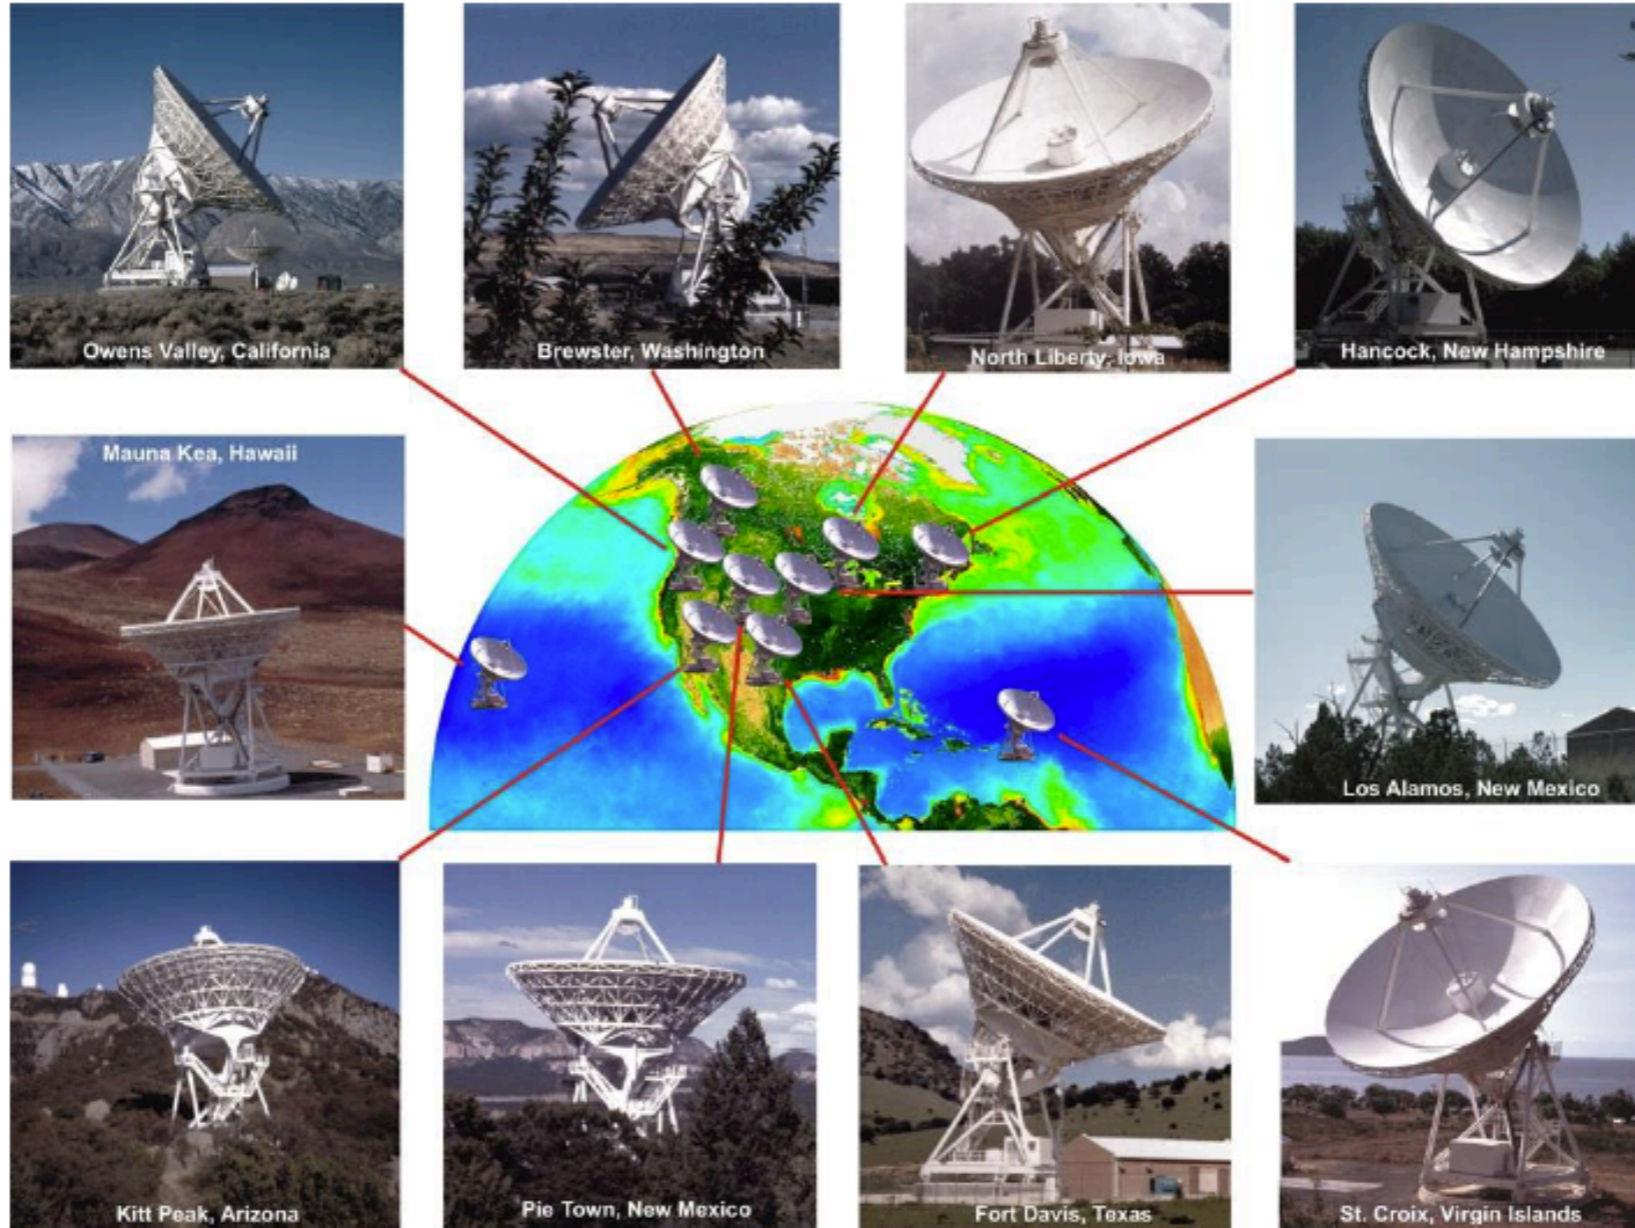 Owens Valley, California
Brewster, Washington
North Liberty, Iowa
Hancock, New Hampshire
Mauna Kea, Hawaii
Los Alamos, New Mexico
Kitt Peak, Arizona
Pie Town, New Mexico
Fort Davis, Texas
St. Croix, Virgin Islands